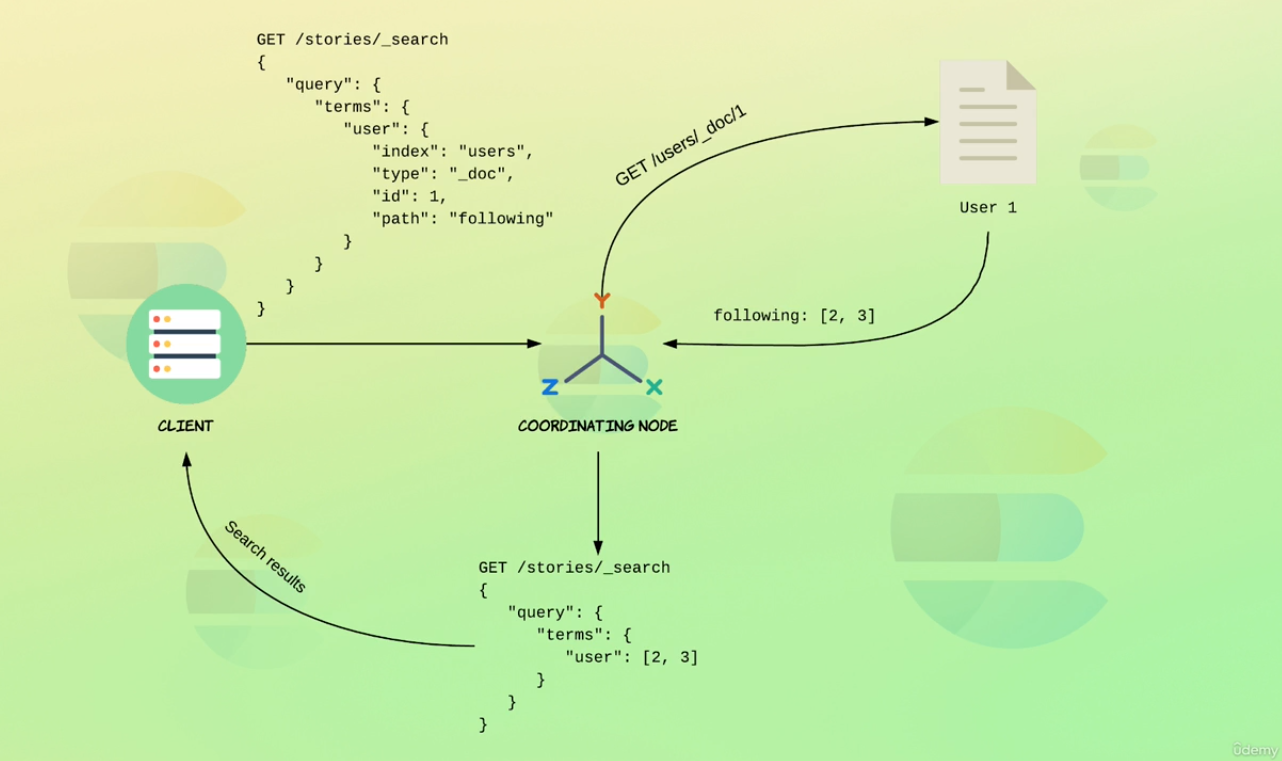 GET /stories/_search
{
   "query": {
      "terms": {
         "user": {
            "index": "users",
            "type": "_doc",
            "id": 1,
            "path": "following"
         }
      }
   }
}
GET /users/_doc/1
User 1
following: [2, 3]
Y
Z
X
CLIENT
COORDINATING NODE
Search results
GET /stories/_search
{
   "query": {
      "terms": {
         "user": [2, 3]
      }
   }
}
ûdemy